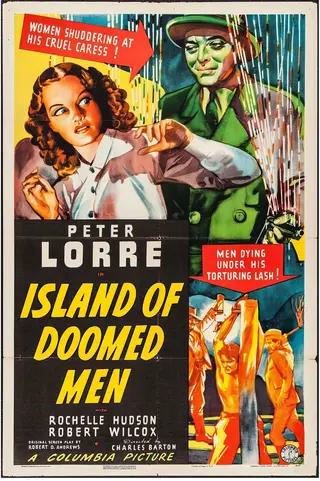 WOMEN SHUDDERING AT
HIS CRUEL CARESS!
PETER
LORRE
in
ISLAND OF
DOOMED
MEN
with
ROCHELLE HUDSON
ROBERT WILCOX
ORIGINAL SCREEN PLAY BY
ROBERT D. ANDREWS
Directed by
CHARLES BARTON
A COLUMBIA PICTURE
MEN DYING
UNDER HIS
TORTURING LASH!